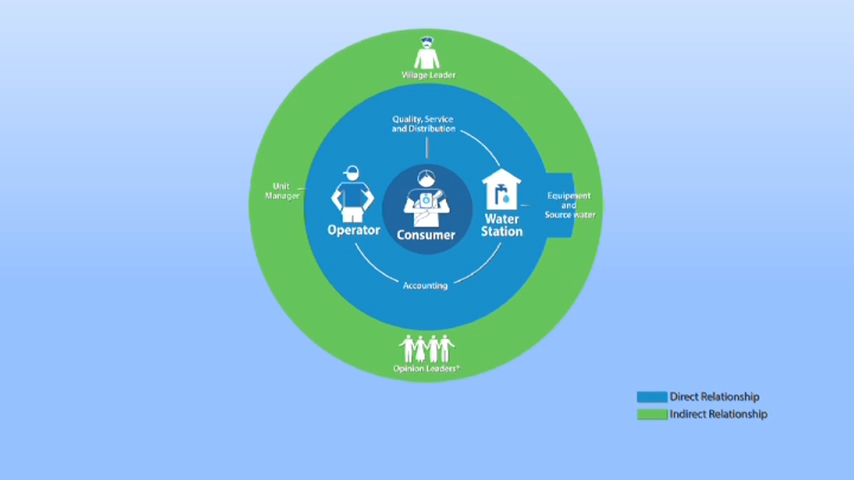 Village Leader
Quality, Service
and Distribution
Unit
Manager
Equipment
and
Source water
Operator
Consumer
Water
Station
Accounting
Opinion Leaders*
Direct Relationship
Indirect Relationship